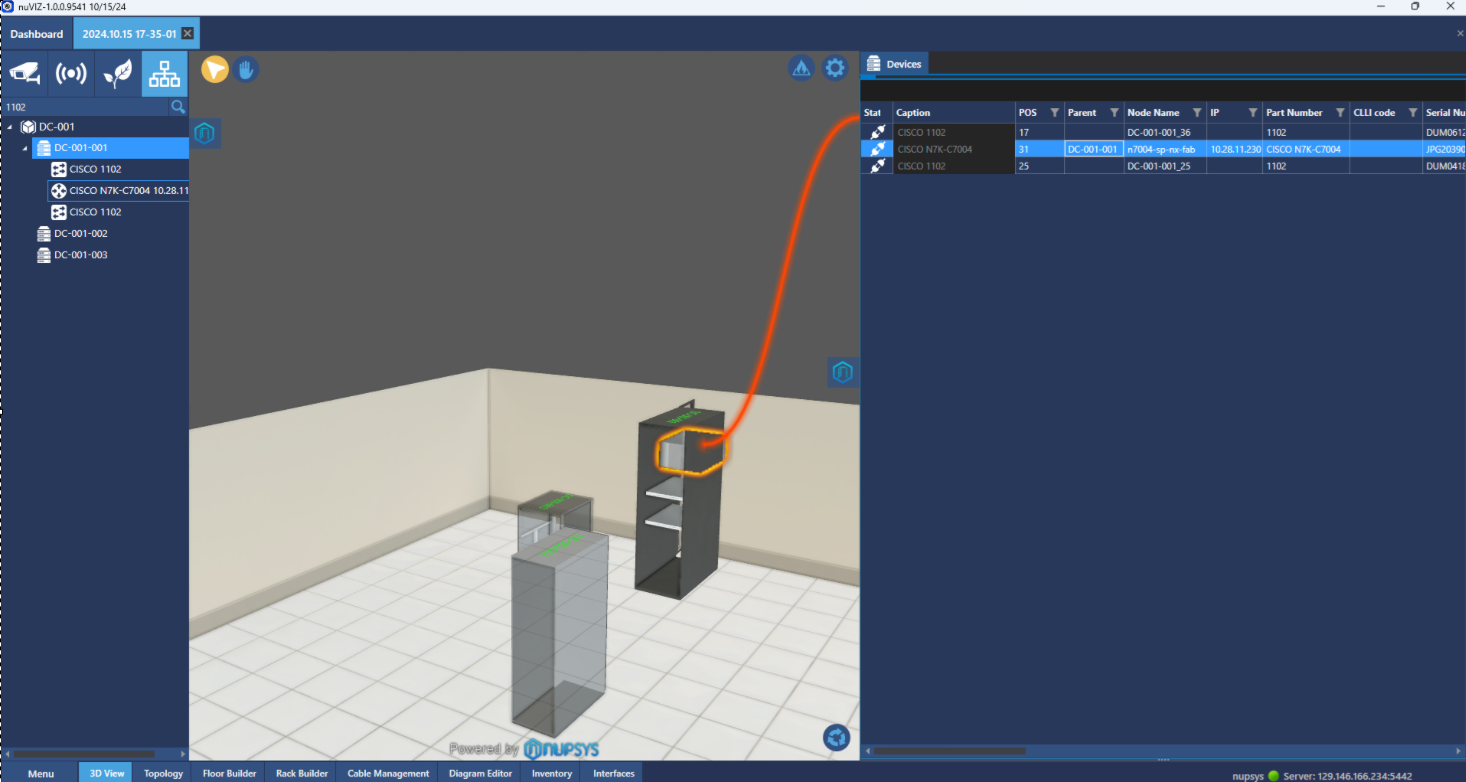 nuVIZ-1.0.0.9541 10/15/24
Dashboard
2024.10.15 17-35-01
1102
DC-001
DC-001-001
CISCO 1102
CISCO N7K-C7004 10.28.11
CISCO 1102
DC-001-002
DC-001-003
Devices
Stat Caption POS Parent Node Name IP Part Number CLLI code Serial Nu
CISCO 1102 17 DC-001-001_36 1102 DUM0612
CISCO N7K-C7004 31 DC-001-001 n7004-sp-nx-fab 10.28.11.230 CISCO N7K-C7004 JPG20390
CISCO 1102 25 DC-001-001_25 1102 DUM0418
Powered by nUPSYS
Menu 3D View Topology Floor Builder Rack Builder Cable Management Diagram Editor Inventory Interfaces
nupsys Server: 129.146.166.234:5442